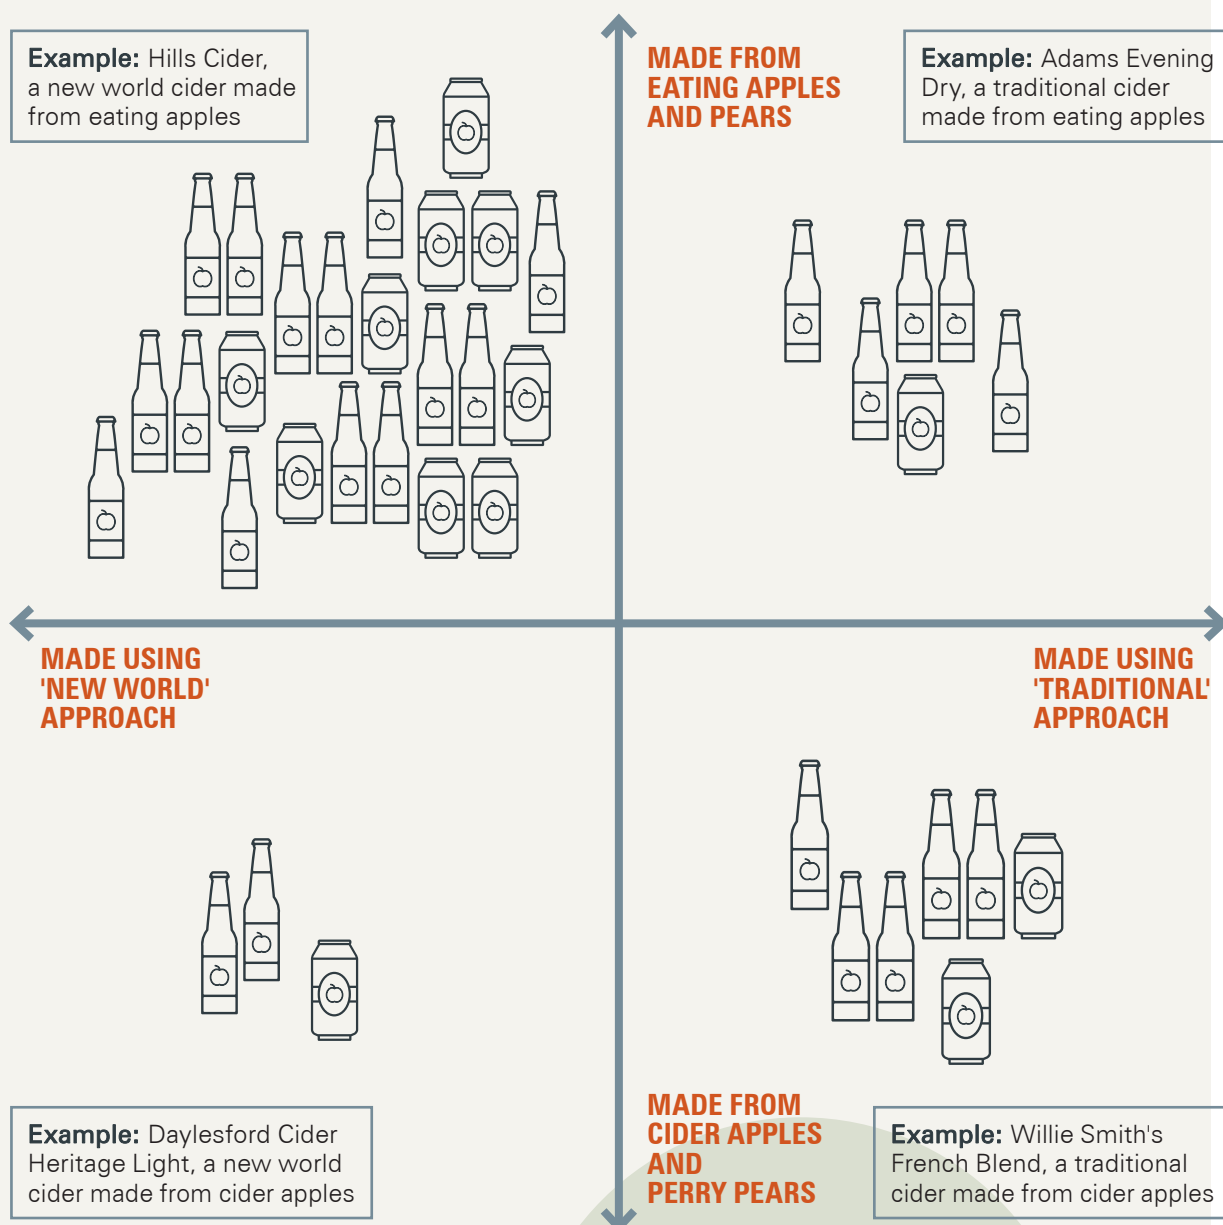 Example: Hills Cider,
a new world cider made
from eating apples
MADE FROM
EATING APPLES
AND PEARS
Example: Adams Evening
Dry, a traditional cider
made from eating apples
MADE USING
'NEW WORLD'
APPROACH
MADE USING
'TRADITIONAL'
APPROACH
Example: Daylesford Cider
Heritage Light, a new world
cider made from cider apples
MADE FROM
CIDER APPLES
AND
PERRY PEARS
Example: Willie Smith's
French Blend, a traditional
cider made from cider apples